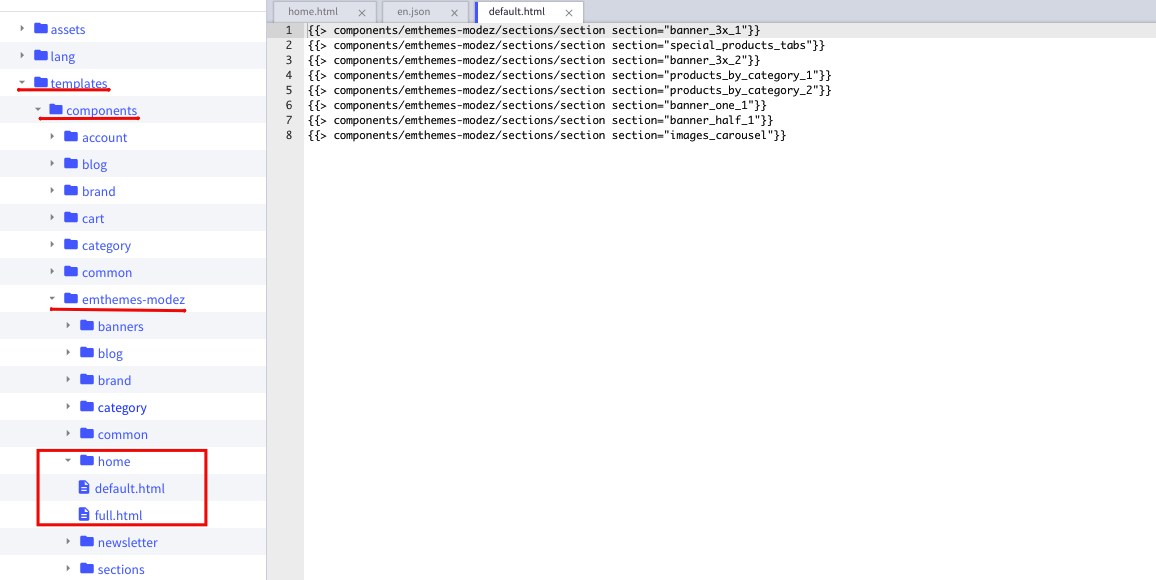 assets
lang
templates
components
account
blog
brand
cart
category
common
emthemes-modez
banners
blog
brand
category
common
home
default.html
full.html
newsletter
sections
home.html ×
en.json ×
default.html ×
1 {{> components/emthemes-modez/sections/section section="banner_3x_1"}}
2 {{> components/emthemes-modez/sections/section section="special_products_tabs"}}
3 {{> components/emthemes-modez/sections/section section="banner_3x_2"}}
4 {{> components/emthemes-modez/sections/section section="products_by_category_1"}}
5 {{> components/emthemes-modez/sections/section section="products_by_category_2"}}
6 {{> components/emthemes-modez/sections/section section="banner_one_1"}}
7 {{> components/emthemes-modez/sections/section section="banner_half_1"}}
8 {{> components/emthemes-modez/sections/section section="images_carousel"}}